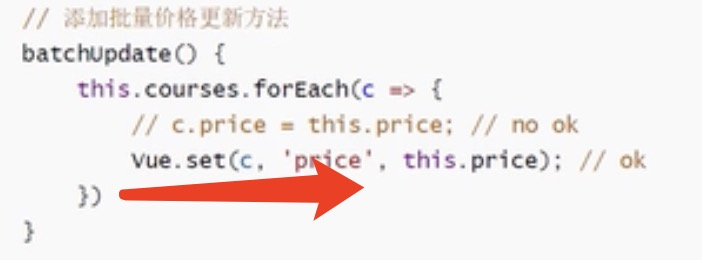 // 添加批量价格更新方法
batchUpdate() {
this.courses.forEach(c => {
// c.price = this.price; // no ok
Vue.set(c, 'price', this.price); // ok
})
}